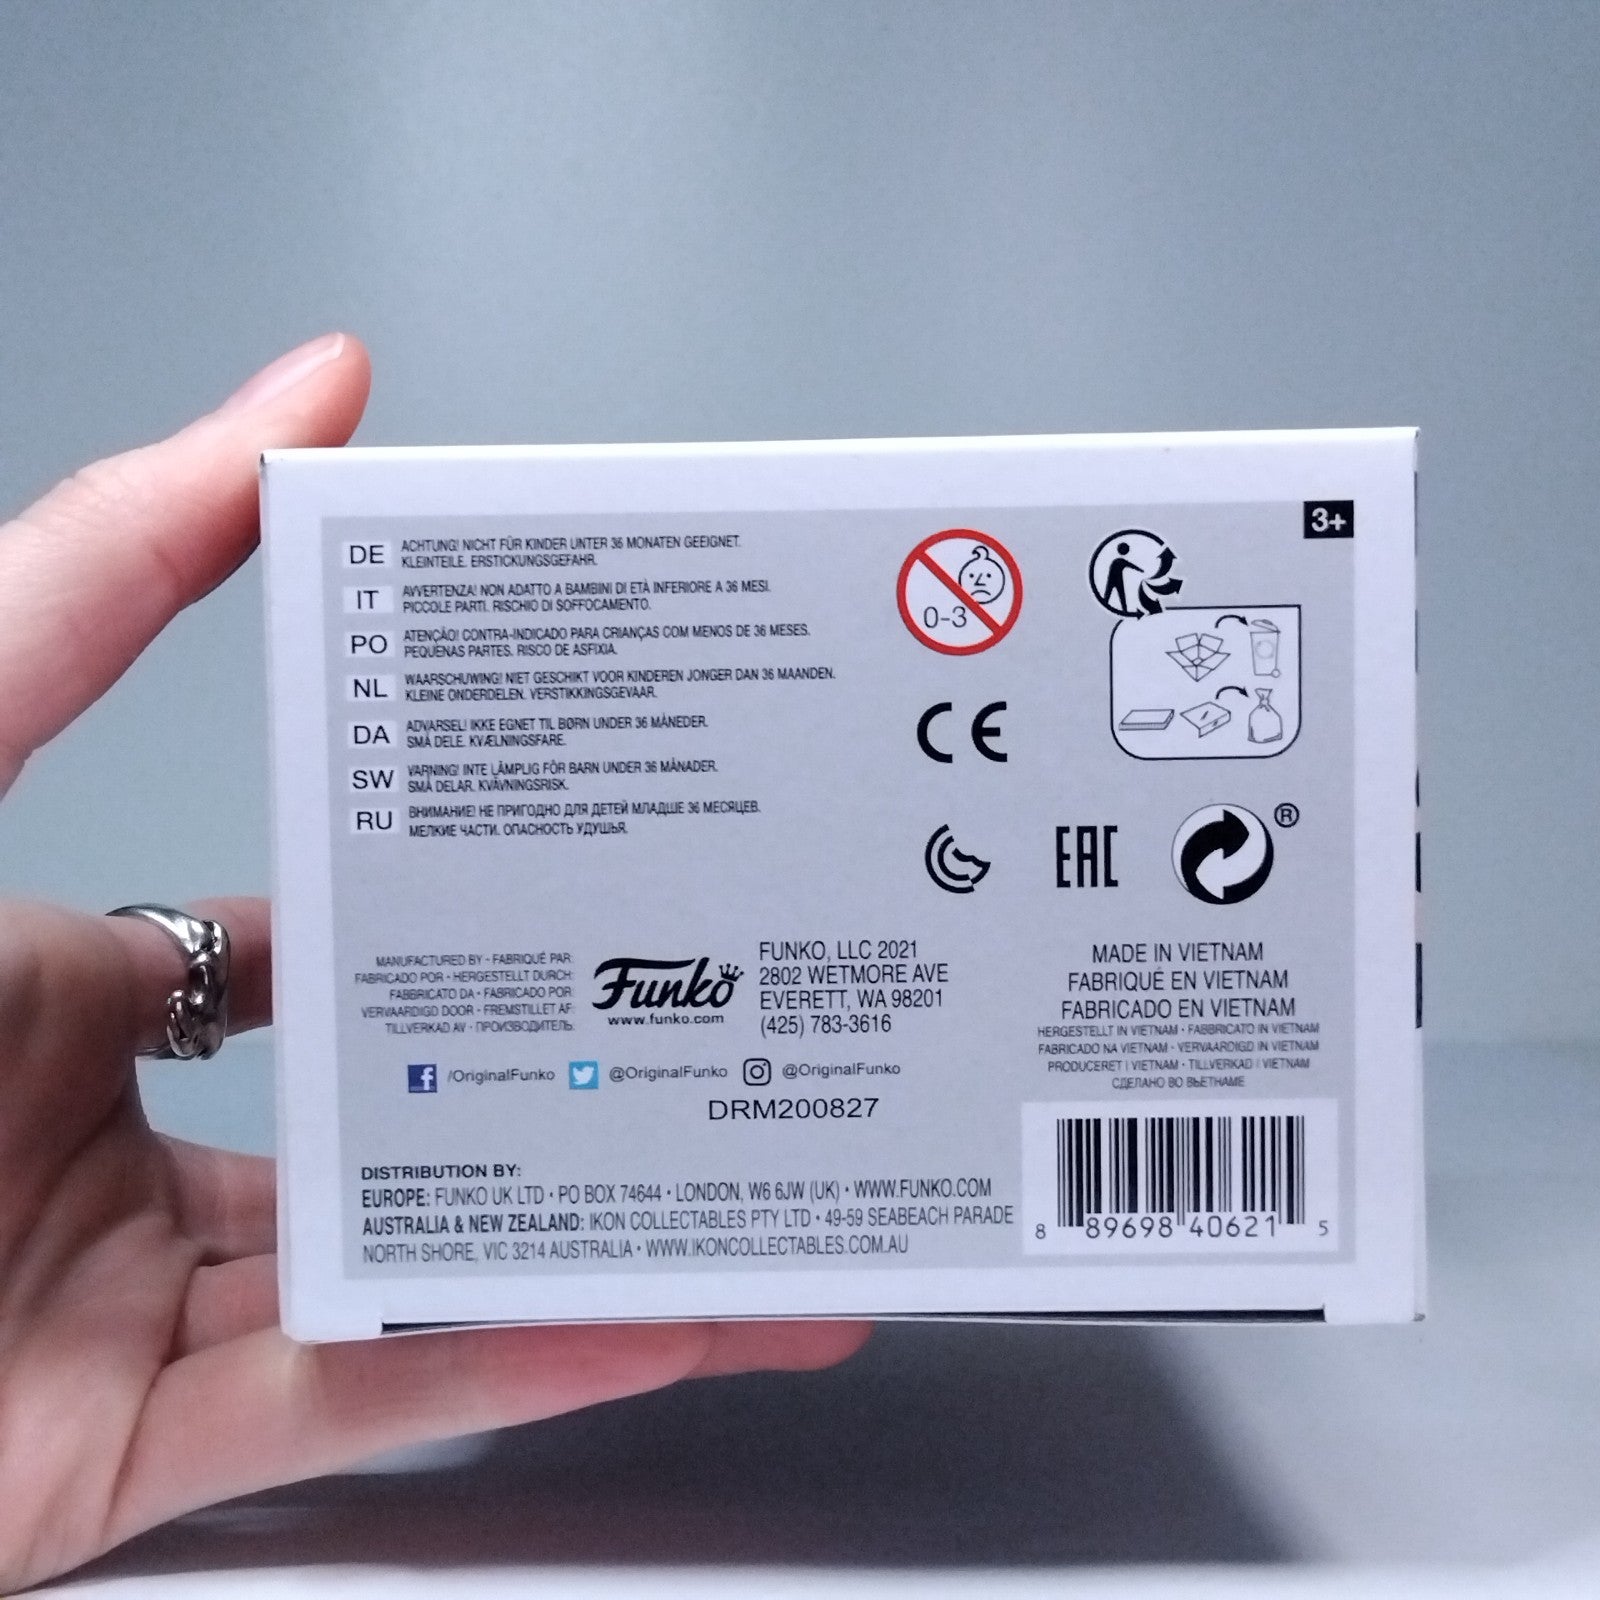 3+
DE
ACHTUNG! NICHT FÜR KINDER UNTER 36 MONATEN GEEIGNET.
KLEINTEILE. ERSTICKUNGSGEFAHR.
IT
AVVERTENZA! NON ADATTO A BAMBINI DI ETÀ INFERIORE A 36 MESI.
PICCOLE PARTI. RISCHIO DI SOFFOCAMENTO.
PO
ATENÇÃO! CONTRA-INDICADO PARA CRIANÇAS COM MENOS DE 36 MESES.
PEQUENAS PARTES. RISCO DE ASFIXIA.
NL
WAARSCHUWING! NIET GESCHIKT VOOR KINDEREN JONGER DAN 36 MAANDEN.
KLEINE ONDERDELEN. VERSTIKKINGSGEVAAR.
DA
ADVARSEL! IKKE EGNET TIL BØRN UNDER 36 MÅNEDER.
SMÅ DELE. KVÆLNINGSFARE.
SW
VARNING! INTE LÄMPLIG FÖR BARN UNDER 36 MÅNADER.
SMÅ DELAR. KVÄVNINGSRISK.
RU
ВНИМАНИЕ! НЕ ПРИГОДНО ДЛЯ ДЕТЕЙ МЛАДШЕ 36 МЕСЯЦЕВ.
МЕЛКИЕ ЧАСТИ. ОПАСНОСТЬ УДУШЬЯ.
0-3
CE
EAC
®
MANUFACTURED BY • FABRIQUÉ PAR:
FABRICADO POR • HERGESTELLT DURCH:
FABBRICATO DA • FABRICADO POR:
VERVAARDIGD DOOR • FREMSTILLET AF:
TILLVERKAD AV • ПРОИЗВОДИТЕЛЬ:
Funko
www.funko.com
FUNKO, LLC 2021
2802 WETMORE AVE
EVERETT, WA 98201
(425) 783-3616
MADE IN VIETNAM
FABRIQUÉ EN VIETNAM
FABRICADO EN VIETNAM
HERGESTELLT IN VIETNAM • FABBRICATO IN VIETNAM
FABRICADO NA VIETNAM • VERVAARDIGD IN VIETNAM
PRODUCERET I VIETNAM • TILLVERKAD I VIETNAM
СДЕЛАНО ВО ВЬЕТНАМЕ
f /OriginalFunko @OriginalFunko @OriginalFunko
DRM200827
DISTRIBUTION BY:
EUROPE: FUNKO UK LTD • PO BOX 74644 • LONDON, W6 6JW (UK) • WWW.FUNKO.COM
AUSTRALIA & NEW ZEALAND: IKON COLLECTABLES PTY LTD • 49-59 SEABEACH PARADE
NORTH SHORE, VIC 3214 AUSTRALIA • WWW.IKONCOLLECTABLES.COM.AU
8 89698 40621 5